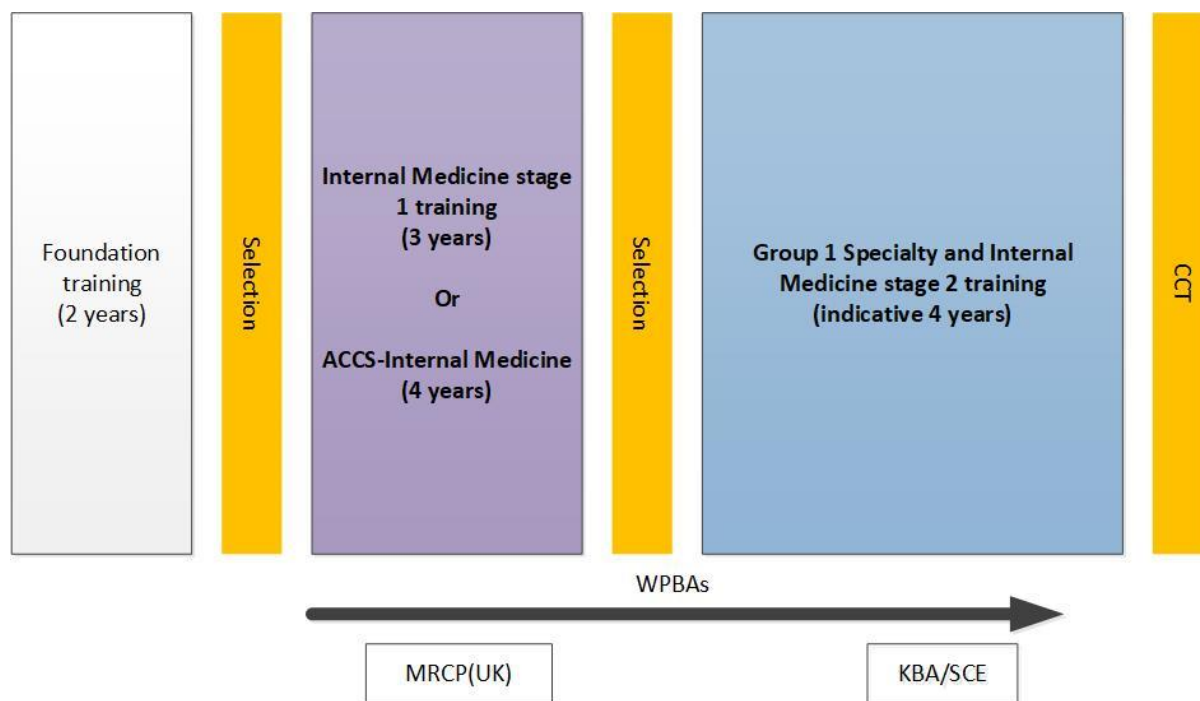 Foundation
training
(2 years)
Selection
Internal Medicine stage
1 training
(3 years)
Or
ACCS-Internal Medicine
(4 years)
Selection
Group 1 Specialty and Internal
Medicine stage 2 training
(indicative 4 years)
CCT
WPBAs
MRCP(UK)
KBA/SCE